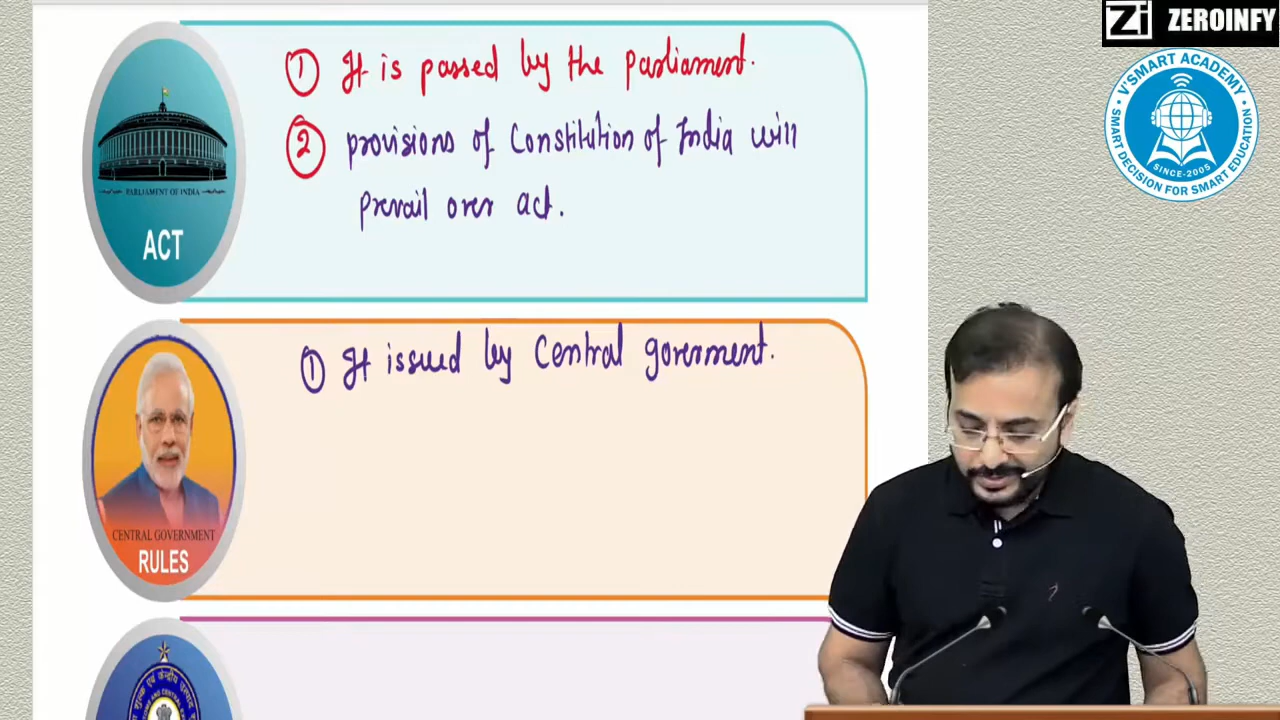 Zi ZEROINFY
V'SMART ACADEMY
SINCE-2005
SMART DECISION FOR SMART EDUCATION
① It is passed by the parliament.
② provisions of Constitution of India will
prevail over act.
PARLIAMENT OF INDIA
ACT
① It issued by Central government.
CENTRAL GOVERNMENT
RULES